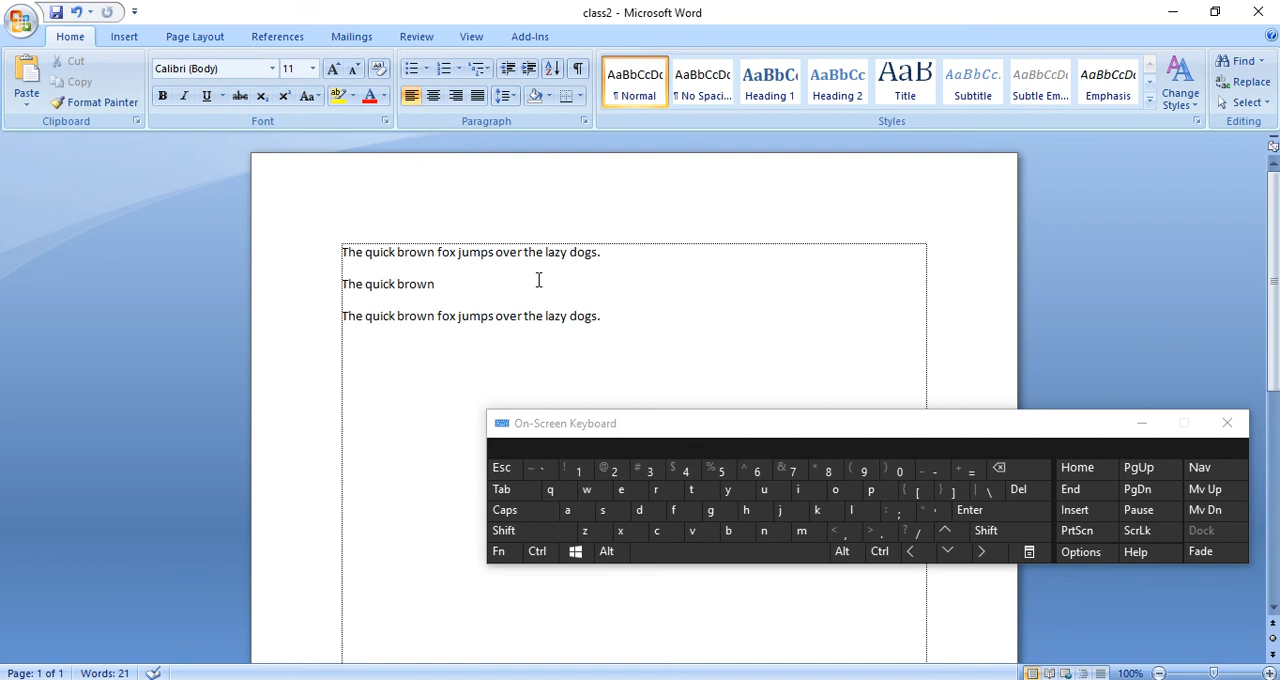 class2 - Microsoft Word
Home Insert Page Layout References Mailings Review View Add-Ins
Paste Cut Copy Format Painter
Calibri (Body) 11
AaBbCcDc AaBbCcDc AaBbC AaBbCc AaB AaBbCc. AaBbCcDc AaBbCcDc
¶ Normal ¶ No Spaci... Heading 1 Heading 2 Title Subtitle Subtle Em... Emphasis
Change Styles
Find Replace Select
Clipboard Font Paragraph Styles Editing
The quick brown fox jumps over the lazy dogs.
The quick brown
The quick brown fox jumps over the lazy dogs.
On-Screen Keyboard
Esc ~ ` ! 1 @ 2 # 3 $ 4 % 5 ^ 6 & 7 * 8 ( 9 ) 0 _ - + = Home PgUp Nav
Tab q w e r t y u i o p { [ } ] | \ Del End PgDn Mv Up
Caps a s d f g h j k l : ; " ' Enter Insert Pause Mv Dn
Shift z x c v b n m < , > . ? / Shift PrtScn ScrLk Dock
Fn Ctrl Alt Alt Ctrl Options Help Fade
Page: 1 of 1 Words: 21 100%